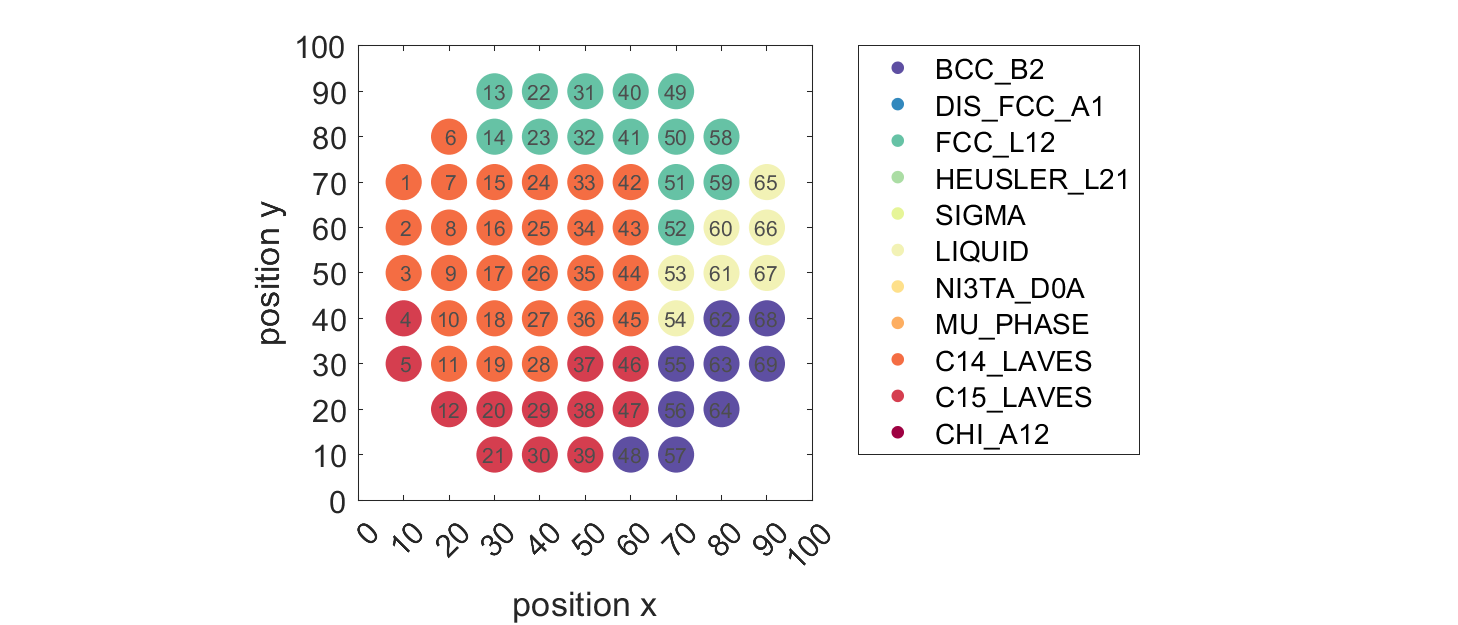 100
90
80
70
60
50
40
30
20
10
0
position y
13 22 31 40 49
6 14 23 32 41 50 58
1 7 15 24 33 42 51 59 65
2 8 16 25 34 43 52 60 66
3 9 17 26 35 44 53 61 67
4 10 18 27 36 45 54 62 68
5 11 19 28 37 46 55 63 69
12 20 29 38 47 56 64
21 30 39 48 57
0 10 20 30 40 50 60 70 80 90 100
position x
BCC_B2
DIS_FCC_A1
FCC_L12
HEUSLER_L21
SIGMA
LIQUID
NI3TA_D0A
MU_PHASE
C14_LAVES
C15_LAVES
CHI_A12